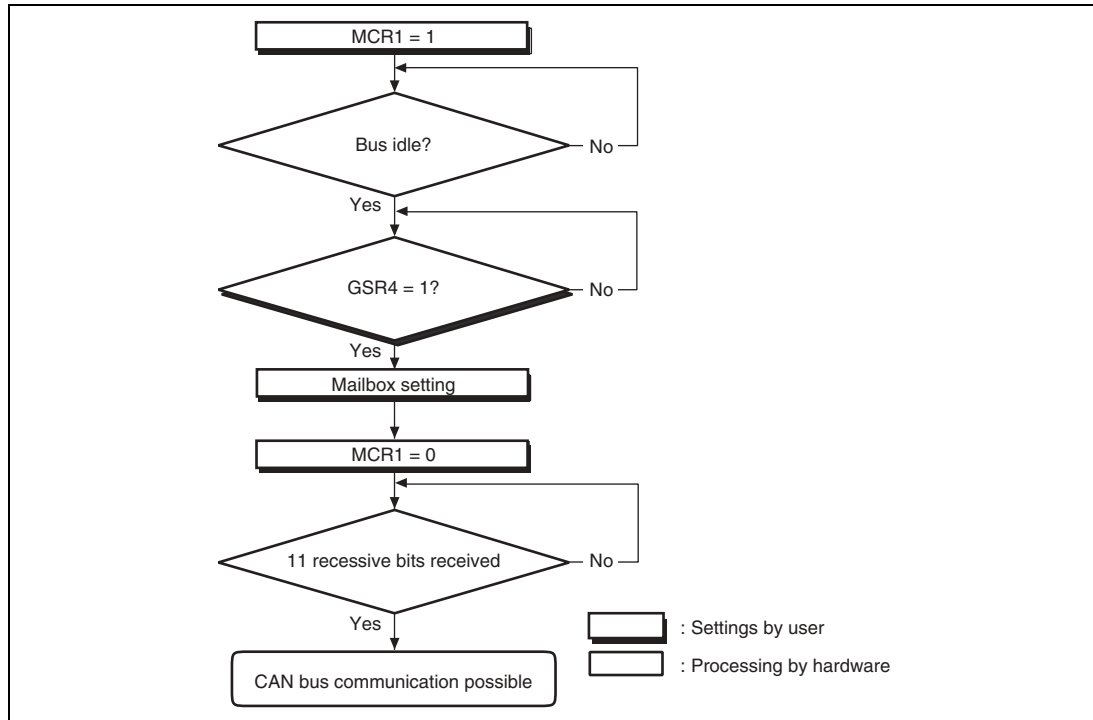 MCR1 = 1
Bus idle?
No
Yes
GSR4 = 1?
No
Yes
Mailbox setting
MCR1 = 0
11 recessive bits received
No
Yes
CAN bus communication possible
: Settings by user
: Processing by hardware